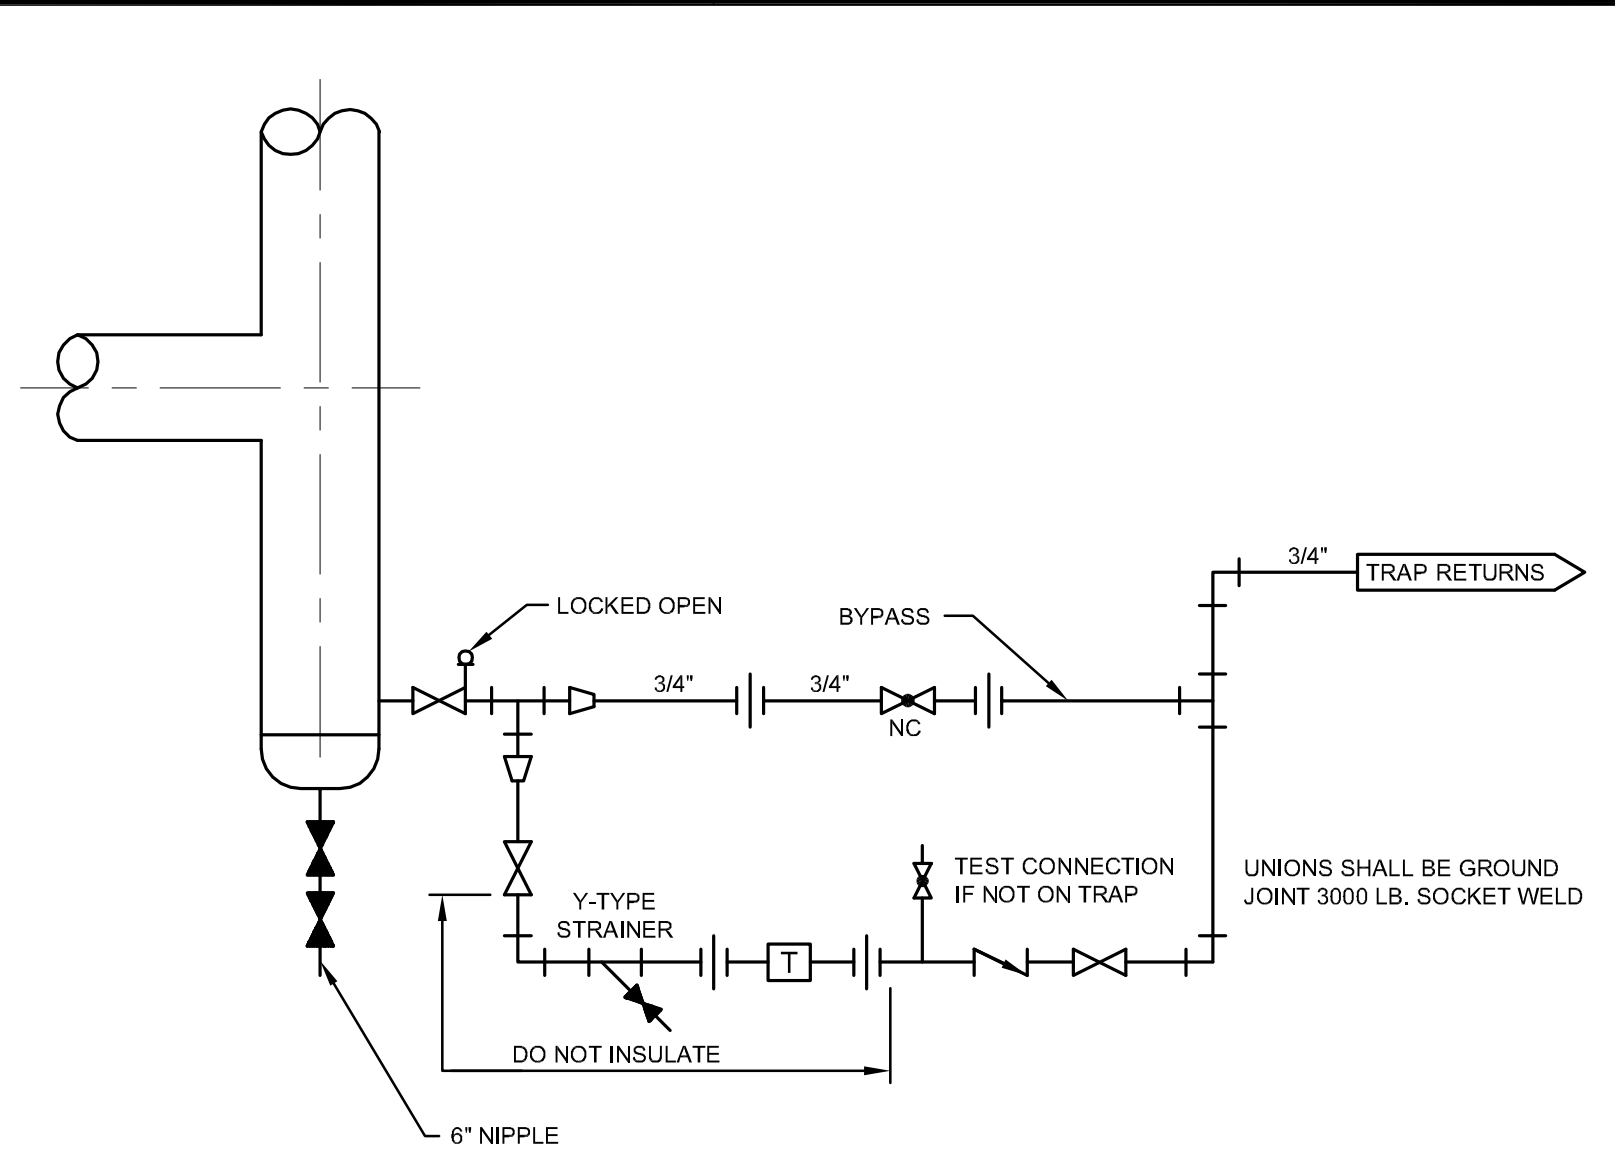 3/4"
TRAP RETURNS
LOCKED OPEN
BYPASS
3/4"
3/4"
NC
TEST CONNECTION
IF NOT ON TRAP
UNIONS SHALL BE GROUND
JOINT 3000 LB. SOCKET WELD
Y-TYPE
STRAINER
T
DO NOT INSULATE
6" NIPPLE